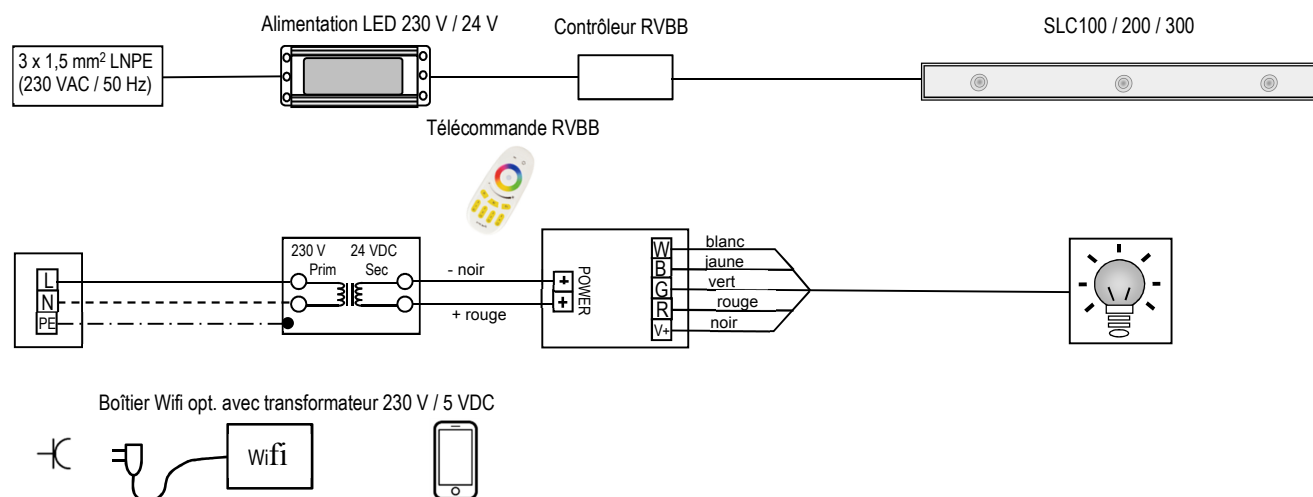 Alimentation LED 230 V / 24 V
Contrôleur RVBB
SLC100 / 200 / 300
3 x 1,5 mm² LNPE
(230 VAC / 50 Hz)
Télécommande RVBB
L
N
PE
230 V
24 VDC
Prim
Sec
- noir
+ rouge
+
+
POWER
W
B
G
R
V+
blanc
jaune
vert
rouge
noir
Boîtier Wifi opt. avec transformateur 230 V / 5 VDC
Wifi